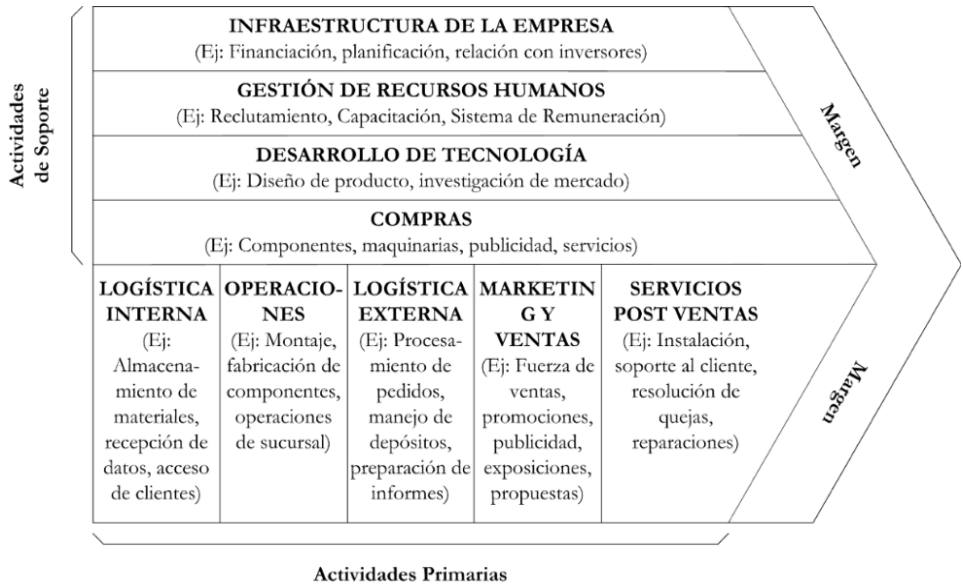 INFRAESTRUCTURA DE LA EMPRESA
(Ej: Financiación, planificación, relación con inversores)
GESTIÓN DE RECURSOS HUMANOS
(Ej: Reclutamiento, Capacitación, Sistema de Remuneración)
DESARROLLO DE TECNOLOGÍA
(Ej: Diseño de producto, investigación de mercado)
COMPRAS
(Ej: Componentes, maquinarias, publicidad, servicios)
Actividades
de Soporte
LOGÍSTICA
INTERNA
(Ej:
Almacena-
miento de
materiales,
recepción de
datos, acceso
de clientes)
OPERACIO-
NES
(Ej: Montaje,
fabricación de
componentes,
operaciones
de sucursal)
LOGÍSTICA
EXTERNA
(Ej: Procesa-
miento de
pedidos,
manejo de
depósitos,
preparación de
informes)
MARKETIN
G Y
VENTAS
(Ej: Fuerza de
ventas,
promociones,
publicidad,
exposiciones,
propuestas)
SERVICIOS
POST VENTAS
(Ej: Instalación,
soporte al cliente,
resolución de
quejas,
reparaciones)
Margen
Margen
Actividades Primarias